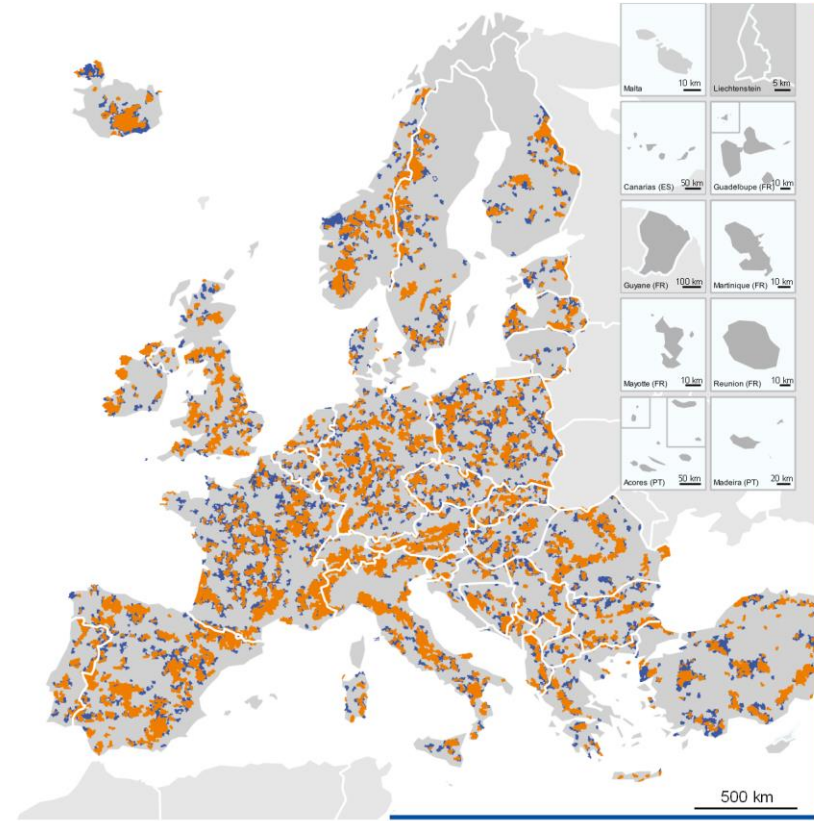 Malta
10 km
Liechtenstein
5 km
Canarias (ES)
50 km
Guadeloupe (FR)
10 km
Guyane (FR)
100 km
Martinique (FR)
10 km
Mayotte (FR)
10 km
Reunion (FR)
10 km
Acores (PT)
50 km
Madeira (PT)
20 km
500 km